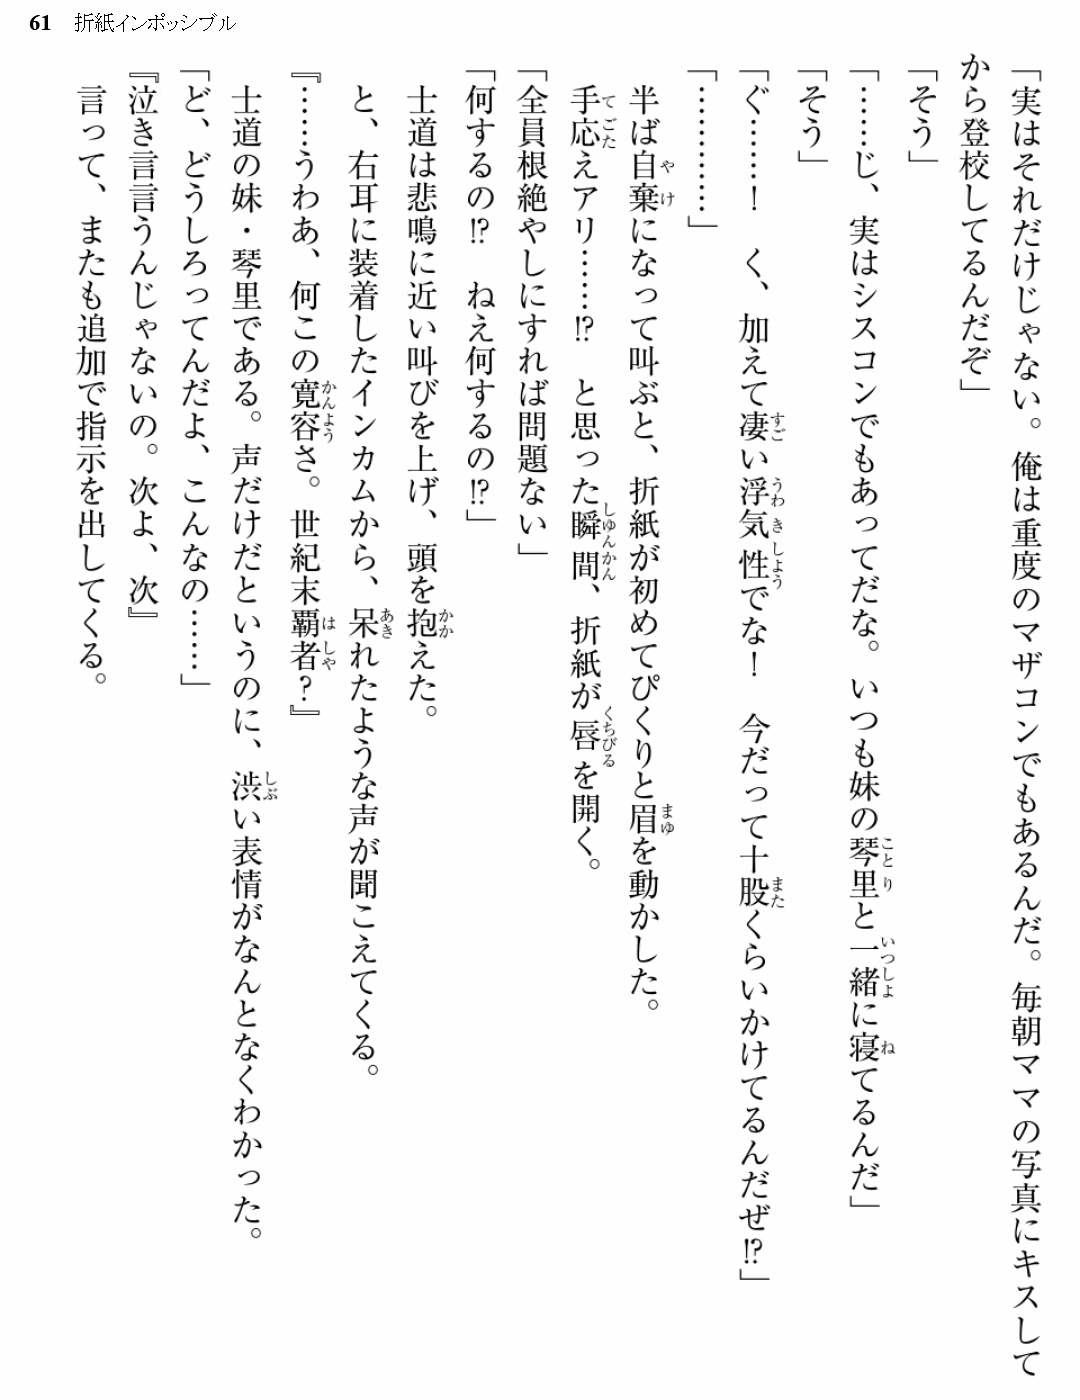 61　折紙インポッシブル
「実はそれだけじゃない。俺は重度のマザコンでもあるんだ。毎朝ママの写真にキスして
から登校してるんだぞ」
「そう」
「……じ、実はシスコンでもあってだな。いつも妹の琴里と一緒に寝てるんだ」
「そう」
「ぐ……！　く、加えて凄い浮気性でな！　今だって十股くらいかけてるんだぜ!?」
「…………」
半ば自棄になって叫ぶと、折紙が初めてぴくりと眉を動かした。
手応えアリ……!?　と思った瞬間、折紙が唇を開く。
「全員根絶やしにすれば問題ない」
「何するの!?　ねえ何するの!?」
士道は悲鳴に近い叫びを上げ、頭を抱えた。
と、右耳に装着したインカムから、呆れたような声が聞こえてくる。
『……うわあ、何この寛容さ。世紀末覇者？』
士道の妹・琴里である。声だけだというのに、渋い表情がなんとなくわかった。
「ど、どうしろってんだよ、こんなの……」
『泣き言言うんじゃないの。次よ、次』
言って、またも追加で指示を出してくる。